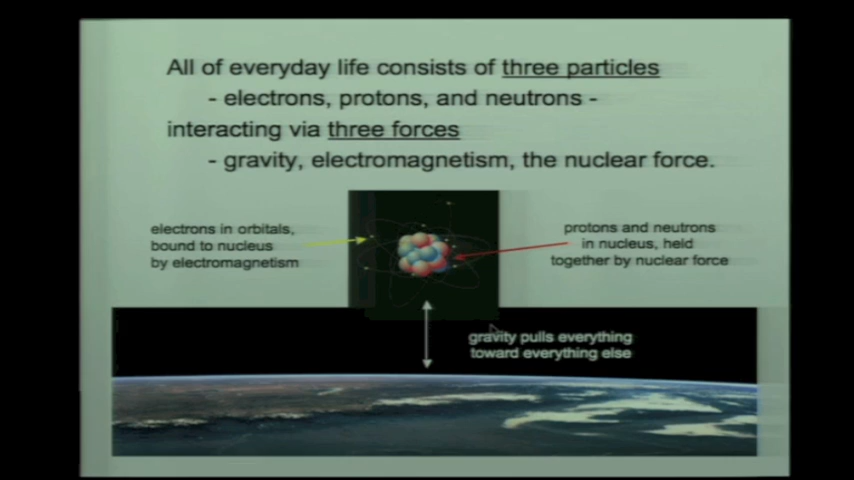 All of everyday life consists of three particles
- electrons, protons, and neutrons -
interacting via three forces
- gravity, electromagnetism, the nuclear force.
electrons in orbitals,
bound to nucleus
by electromagnetism
protons and neutrons
in nucleus, held
together by nuclear force
gravity pulls everything
toward everything else